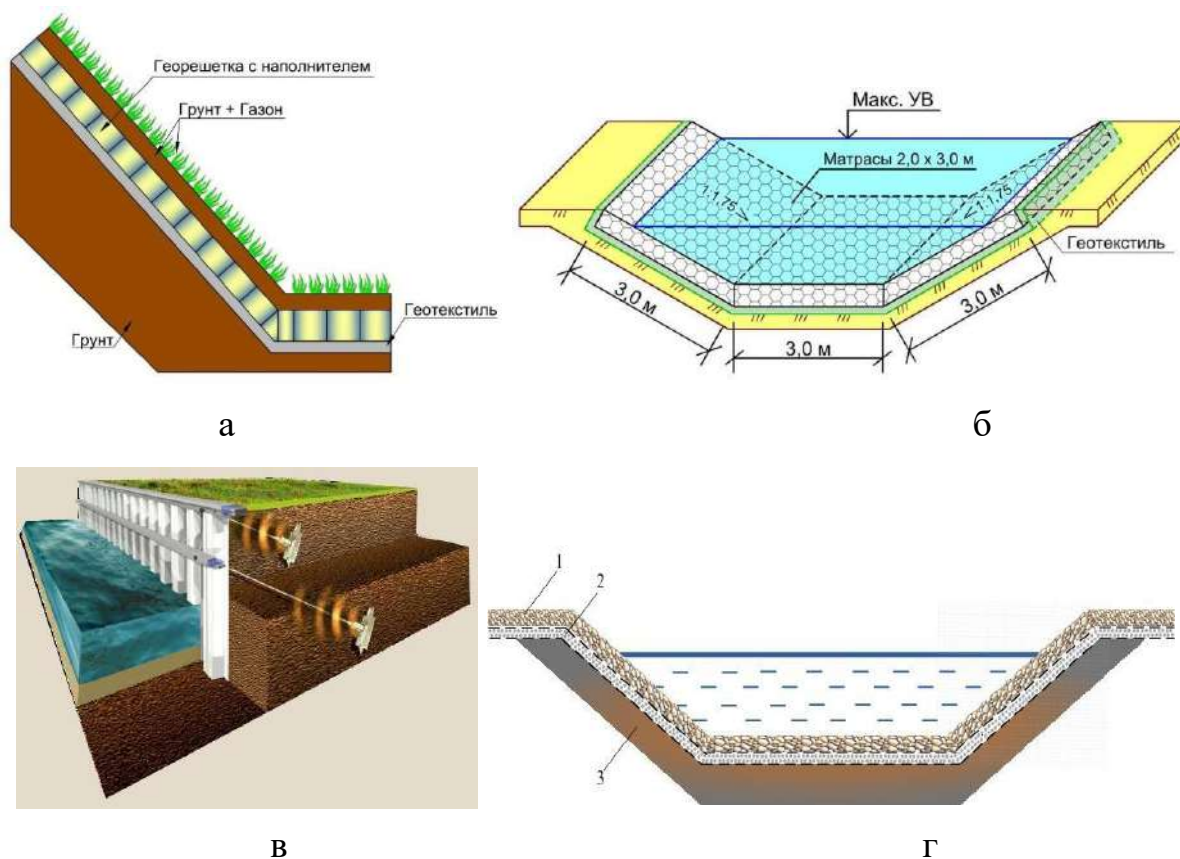 Георешетка с наполнителем
Грунт + Газон
Геотекстиль
Грунт
а
Макс. УВ
Матрасы 2,0 х 3,0 м
1:1,75
1:1,75
Геотекстиль
3,0 м
3,0 м
3,0 м
б
в
1
2
3
г